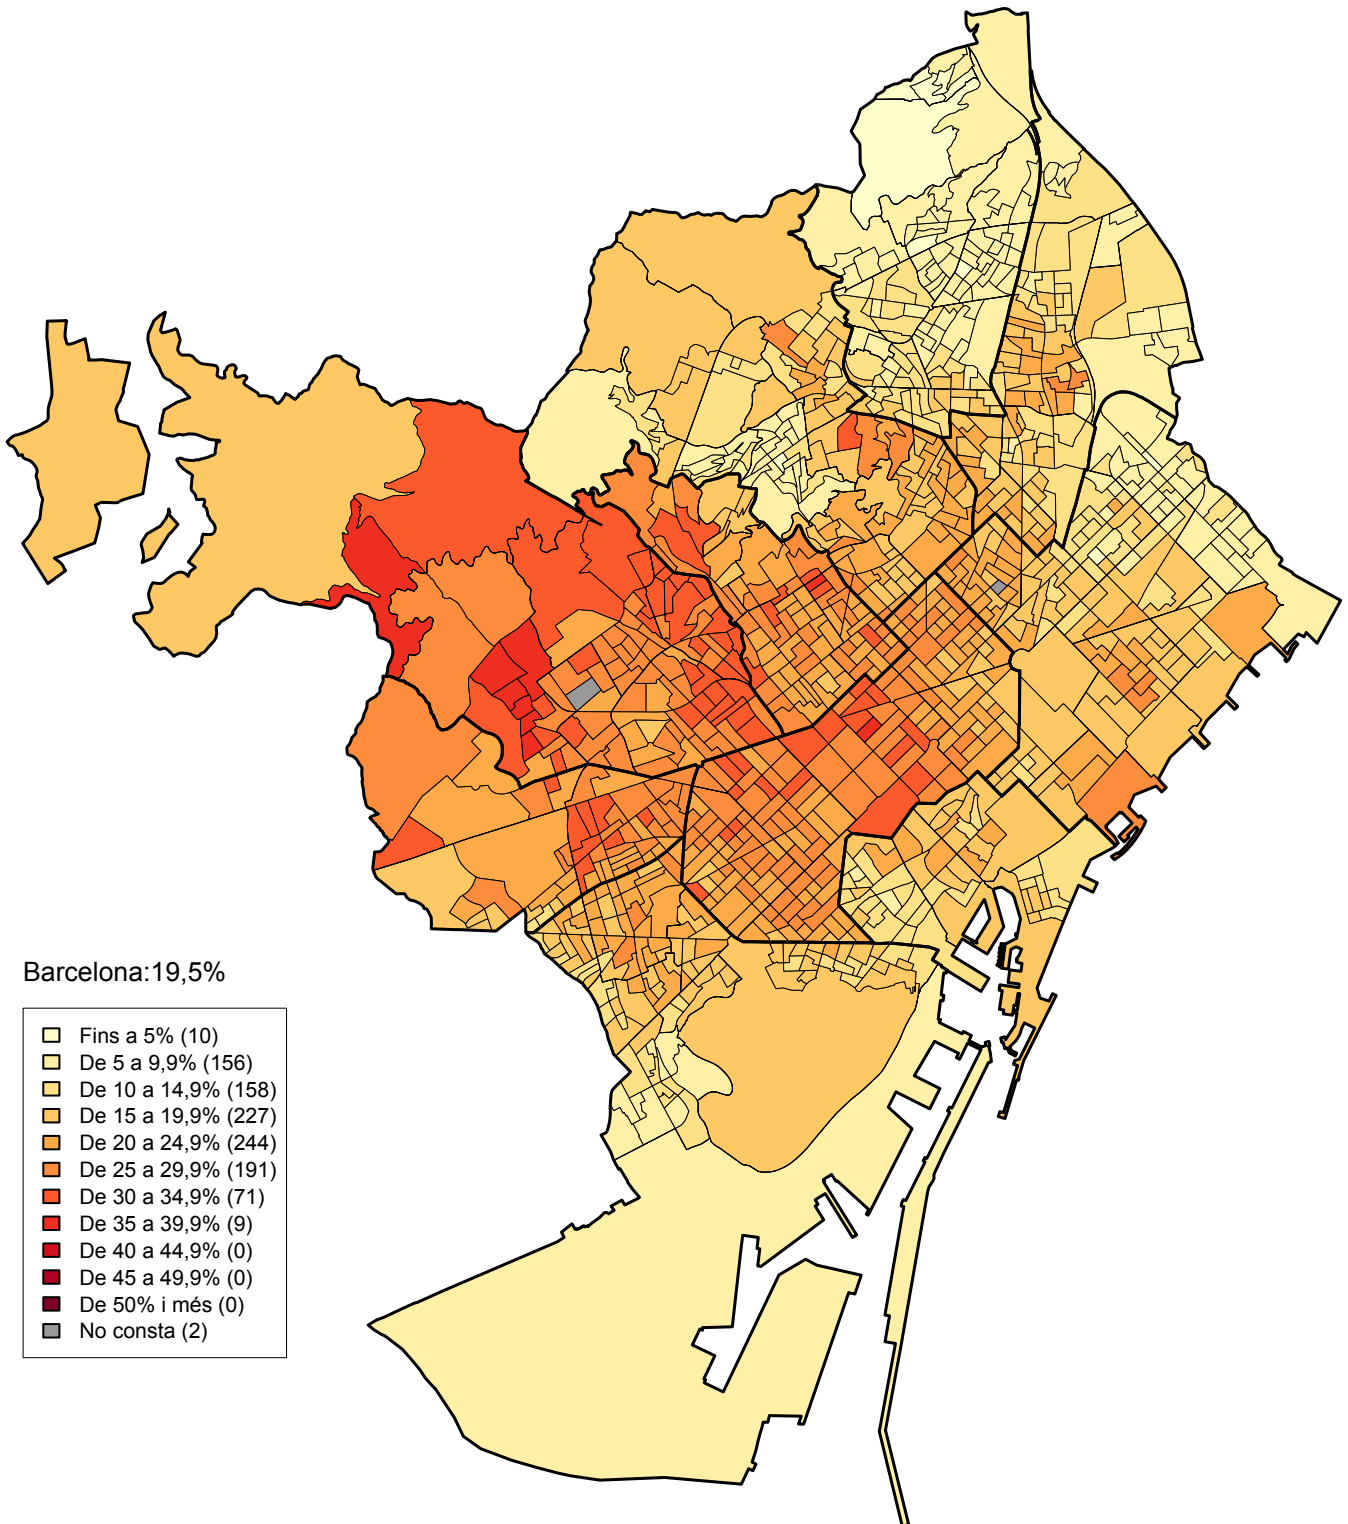 Barcelona:19,5%
Fins a 5% (10)
De 5 a 9,9% (156)
De 10 a 14,9% (158)
De 15 a 19,9% (227)
De 20 a 24,9% (244)
De 25 a 29,9% (191)
De 30 a 34,9% (71)
De 35 a 39,9% (9)
De 40 a 44,9% (0)
De 45 a 49,9% (0)
De 50% i més (0)
No consta (2)